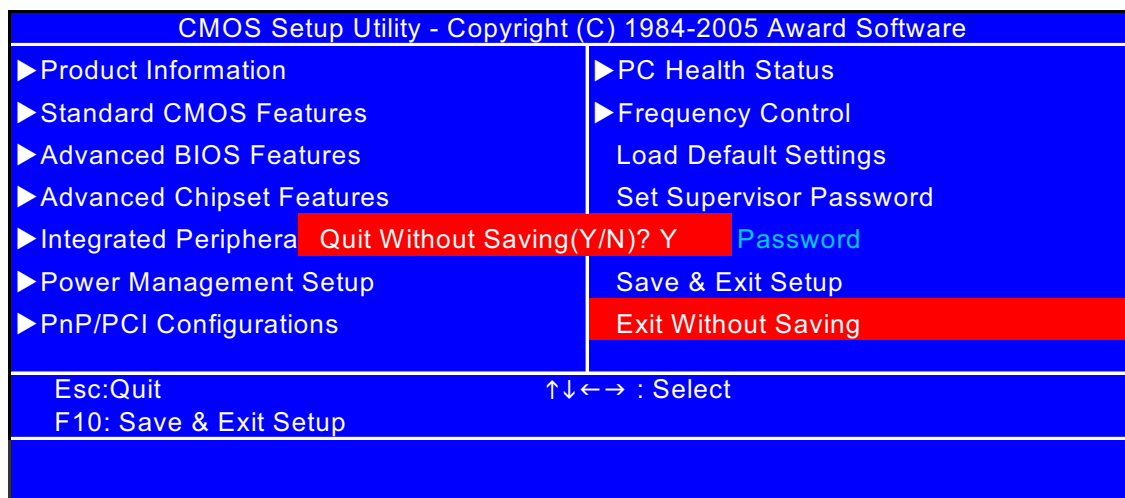 CMOS Setup Utility - Copyright (C) 1984-2005 Award Software
▶Product Information
▶Standard CMOS Features
▶Advanced BIOS Features
▶Advanced Chipset Features
▶Integrated Periphera
▶Power Management Setup
▶PnP/PCI Configurations
▶PC Health Status
▶Frequency Control
Load Default Settings
Set Supervisor Password
Password
Save & Exit Setup
Exit Without Saving
Quit Without Saving(Y/N)? Y
Esc:Quit
↑↓←→ : Select
F10: Save & Exit Setup